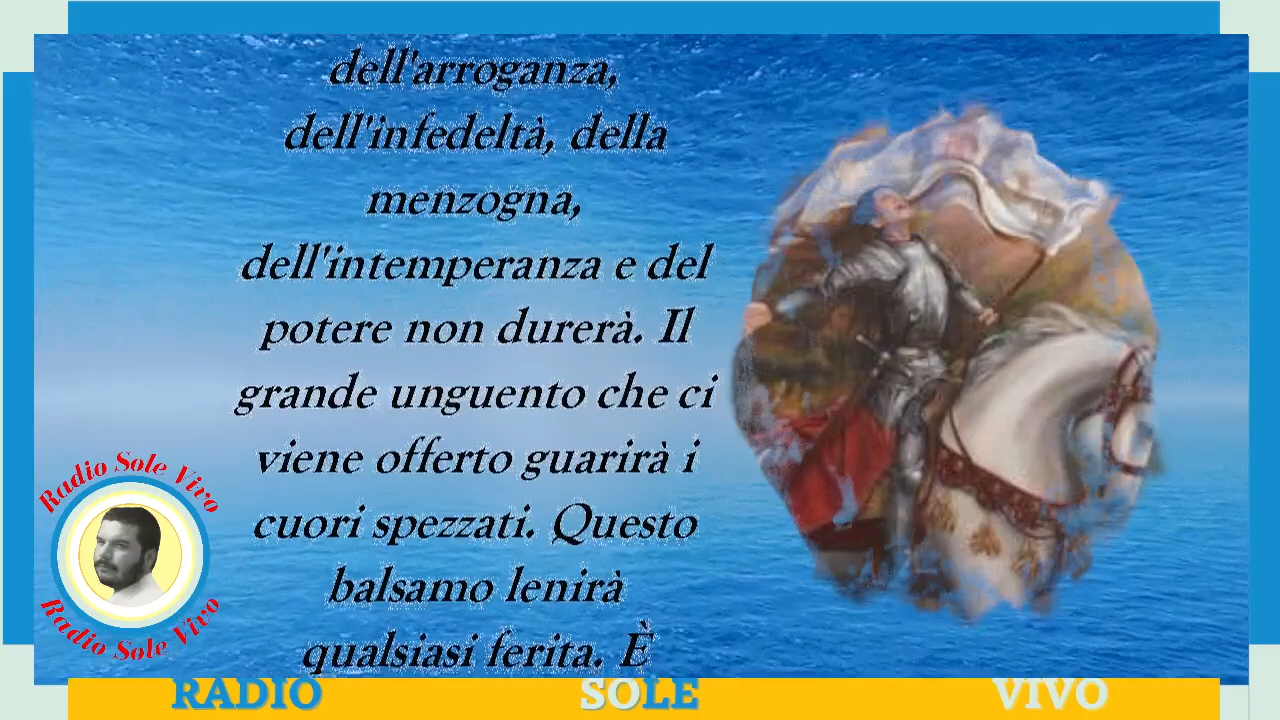 dell'arroganza,
dell'infedeltà, della
menzogna,
dell'intemperanza e del
potere non durerà. Il
grande unguento che ci
viene offerto guarirà i
cuori spezzati. Questo
balsamo lenirà
qualsiasi ferita. È
Radio Sole Vivo
Radio Sole Vivo
RADIO SOLE VIVO